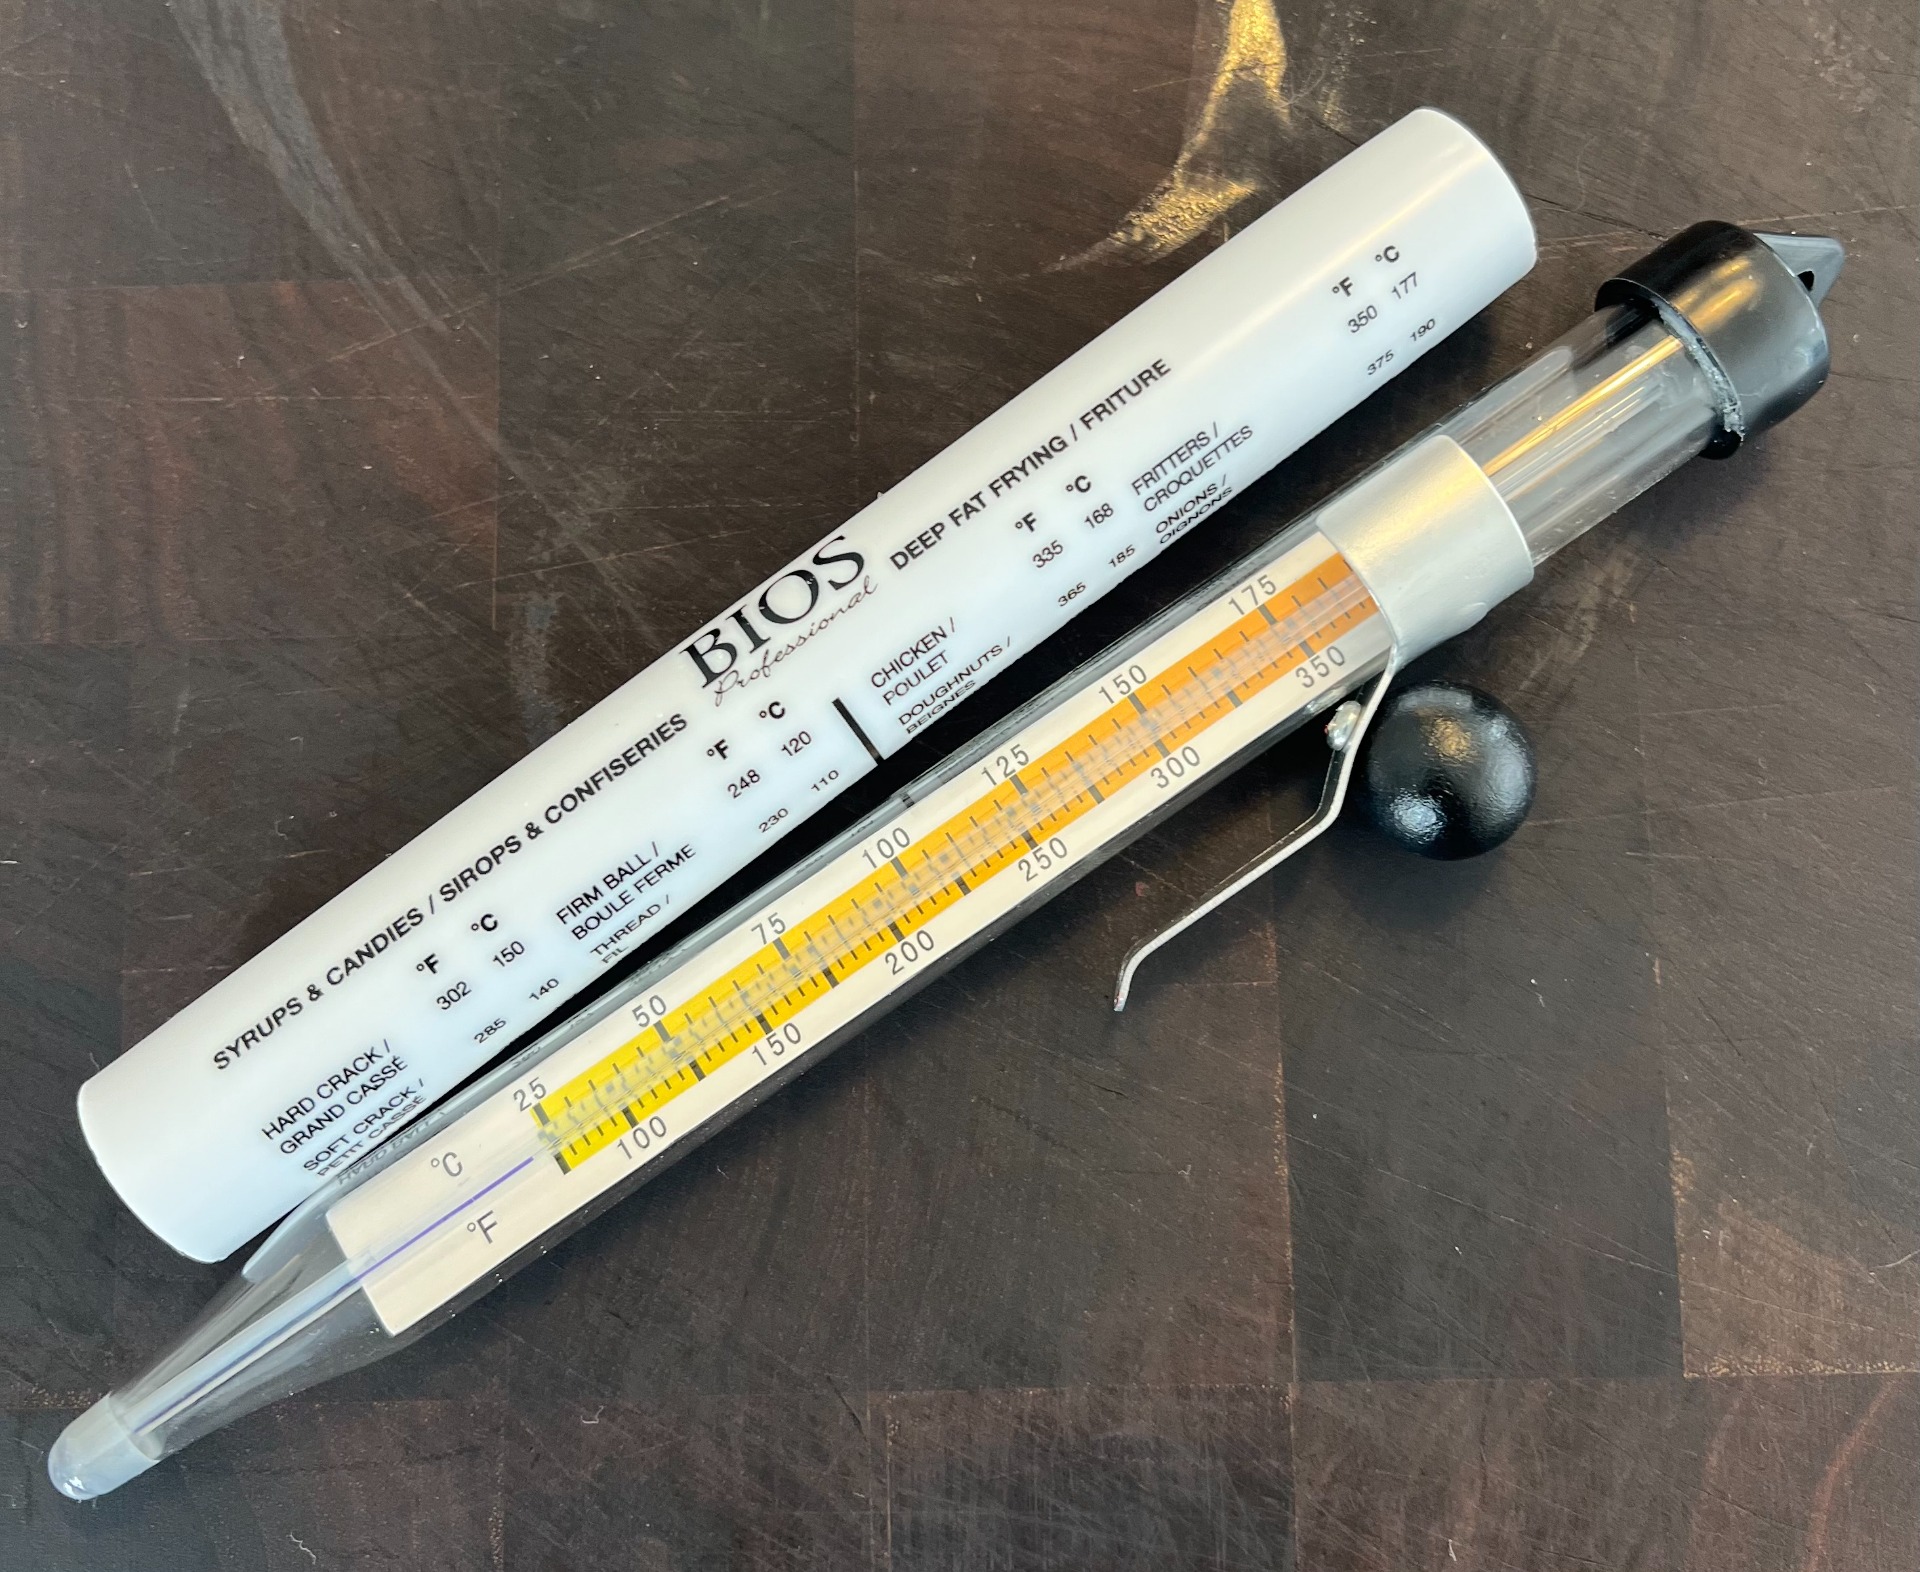 BIOS
Professional
SYRUPS & CANDIES / SIROPS & CONFISERIES
°F °C
HARD CRACK /
GRAND CASSÉ
302 150
SOFT CRACK /
PETIT CASSÉ
285 140
°F °C
FIRM BALL /
BOULE FERME
248 120
THREAD /
FIL
230 110
DEEP FAT FRYING / FRITURE
°F °C
CHICKEN /
POULET
335 168
DOUGHNUTS /
BEIGNES
365 185
°F °C
FRITTERS /
CROQUETTES
350 177
ONIONS /
OIGNONS
375 190
°C 25 50 75 100 125 150 175
°F 100 150 200 250 300 350